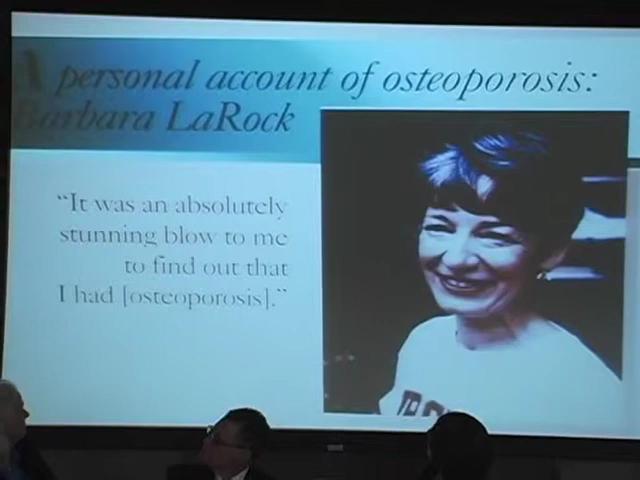 A personal account of osteoporosis:
Barbara LaRock
“It was an absolutely
stunning blow to me
to find out that
I had [osteoporosis].”